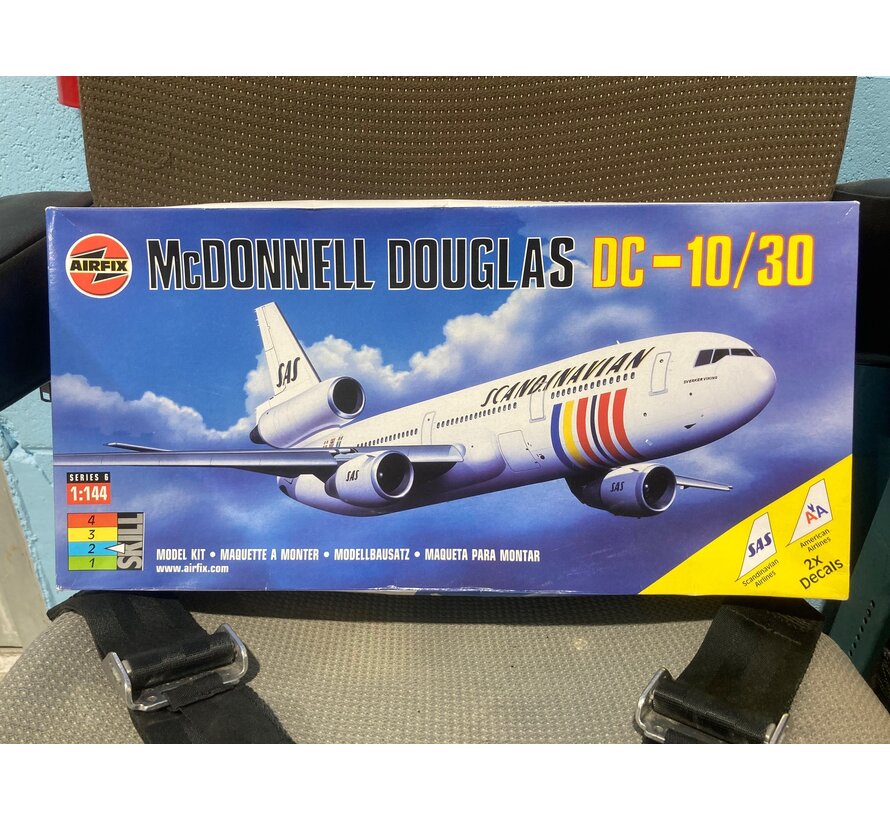 AIRFIX
McDONNELL DOUGLAS DC-10/30
SAS
SCANDINAVIAN
SVERKER VIKING
SAS
SAS
SERIES 6
1:144
4
3
2
1
SKILL
MODEL KIT • MAQUETTE A MONTER • MODELLBAUSATZ • MAQUETA PARA MONTAR
www.airfix.com
SAS
Scandinavian
Airlines
AA
American
Airlines
2x
Decals